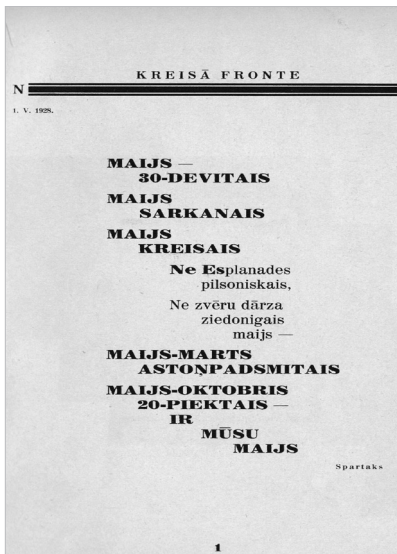 KREISĀ FRONTE
N
1. V. 1928.
MAIJS —
30-DEVITAIS
MAIJS
SARKANAIS
MAIJS
KREISAIS
Ne Esplanades
pilsoniskais,
Ne zvēru dārza
ziedonigais
maijs —
MAIJS-MARTS
ASTOŅPADSMITAIS
MAIJS-OKTOBRIS
20-PIEKTAIS —
IR
MŪSU
MAIJS
Spartaks
1